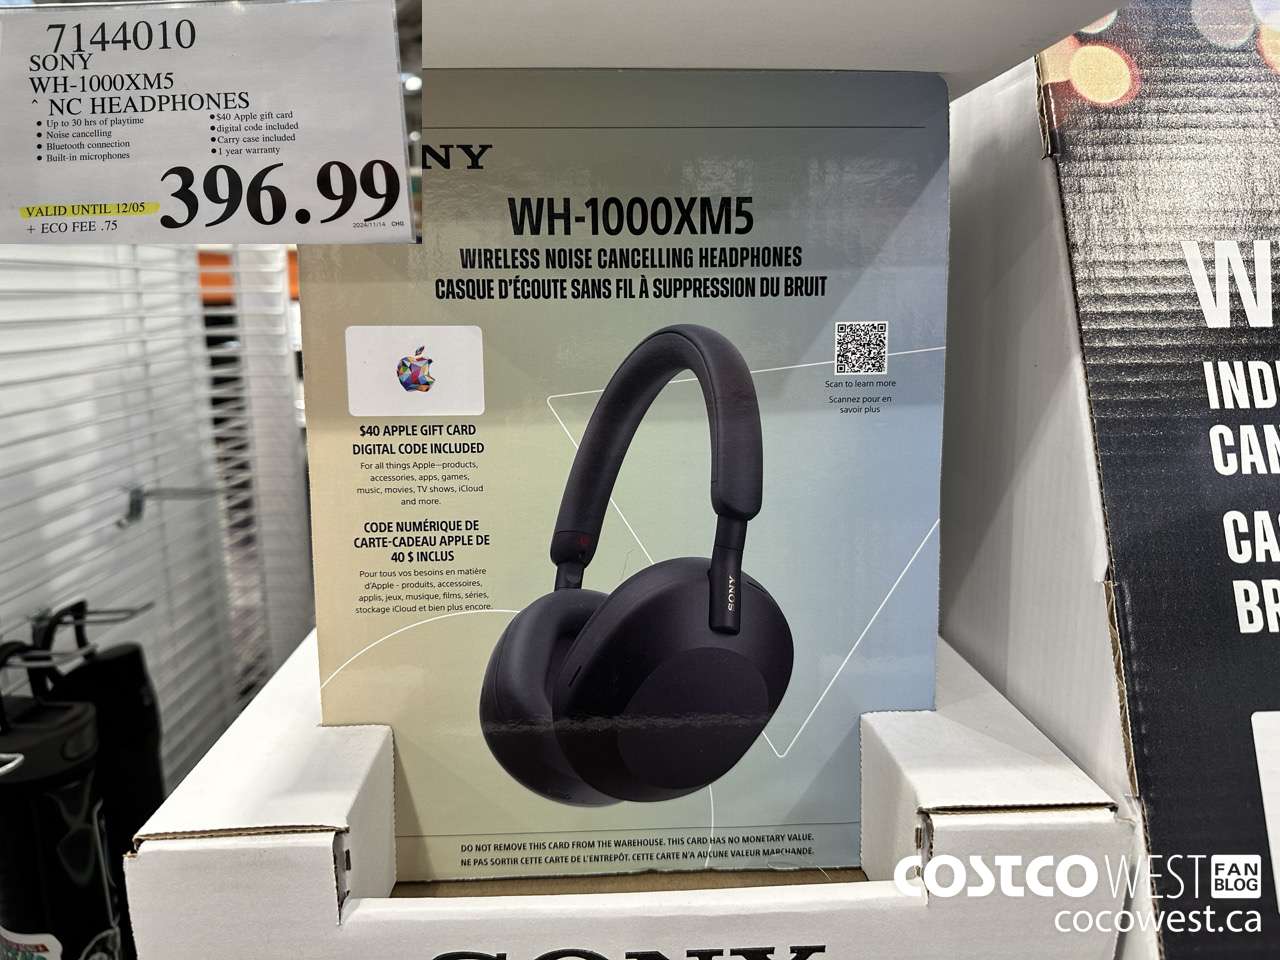 7144010
SONY
WH-1000XM5
^ NC HEADPHONES
• Up to 30 hrs of playtime
• Noise cancelling
• Bluetooth connection
• Built-in microphones
• $40 Apple gift card
• digital code included
• Carry case included
• 1 year warranty
396.99
VALID UNTIL 12/05
+ ECO FEE .75
2024/11/14 CHG
NY
WH-1000XM5
WIRELESS NOISE CANCELLING HEADPHONES
CASQUE D'ÉCOUTE SANS FIL À SUPPRESSION DU BRUIT
$40 APPLE GIFT CARD
DIGITAL CODE INCLUDED
For all things Apple—products,
accessories, apps, games,
music, movies, TV shows, iCloud
and more.
CODE NUMÉRIQUE DE
CARTE-CADEAU APPLE DE
40 $ INCLUS
Pour tous vos besoins en matière
d'Apple - produits, accessoires,
applis, jeux, musique, films, séries,
stockage iCloud et bien plus encore.
Scan to learn more
Scannez pour en
savoir plus
SONY
DO NOT REMOVE THIS CARD FROM THE WAREHOUSE. THIS CARD HAS NO MONETARY VALUE.
NE PAS SORTIR CETTE CARTE DE L'ENTREPÔT. CETTE CARTE N'A AUCUNE VALEUR MARCHANDE.
SONY
W
IND
CAN
CA
BR
COSTCO WEST FAN BLOG
cocowest.ca